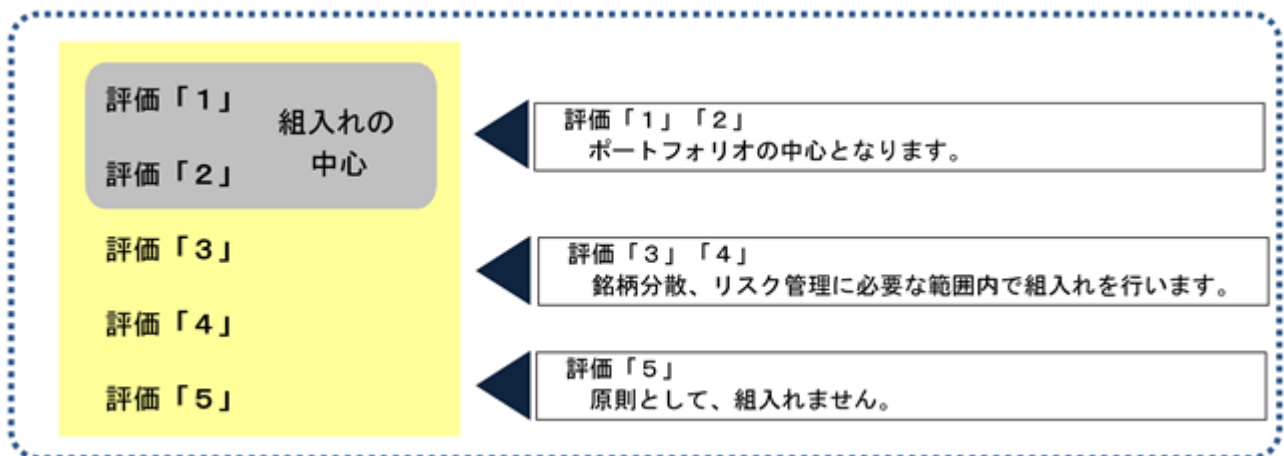 評価「１」
組入れの
中心
評価「２」
評価「３」
評価「４」
評価「５」
評価「１」「２」
ポートフォリオの中心となります。
評価「３」「４」
銘柄分散、リスク管理に必要な範囲内で組入れを行います。
評価「５」
原則として、組入れません。